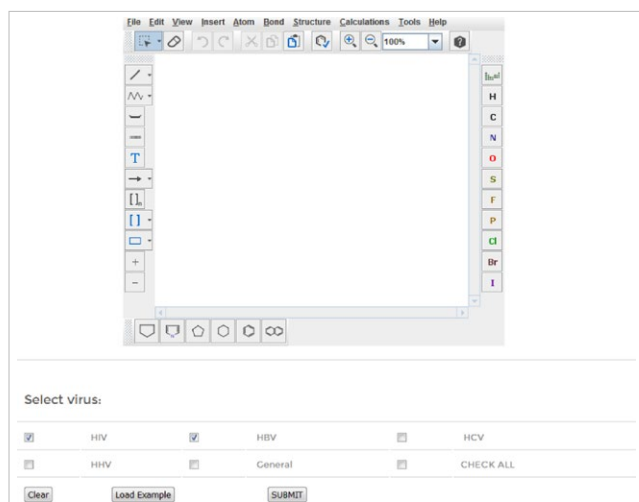 File Edit View Insert Atom Bond Structure Calculations Tools Help
100% ?
H
C
N
T O
[ ]n S
[ ] F
P
Cl
+ Br
− I
Select virus:
HIV HBV HCV
HHV General CHECK ALL
Clear Load Example SUBMIT